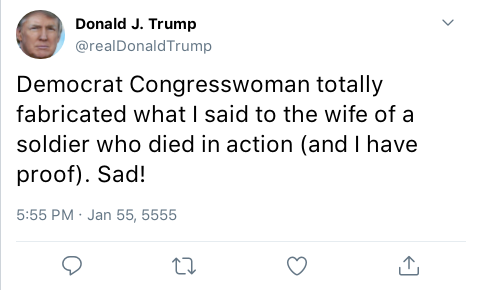 Donald J. Trump
@realDonaldTrump
Democrat Congresswoman totally
fabricated what I said to the wife of a
soldier who died in action (and I have
proof). Sad!
5:55 PM · Jan 55, 5555